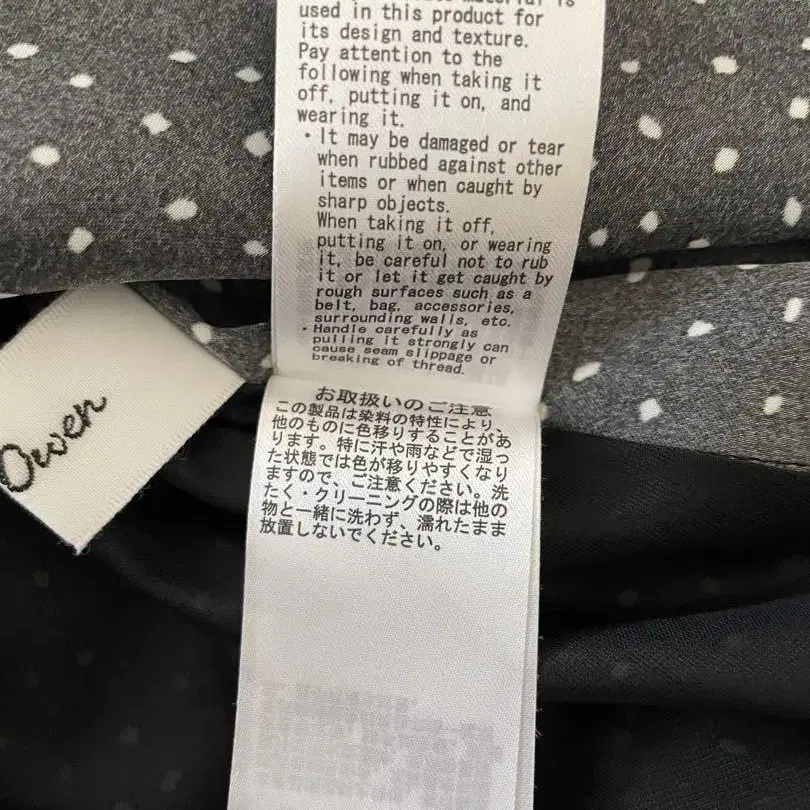 used in this product for
its design and texture.
Pay attention to the
following when taking it
off, putting it on, and
wearing it.
・It may be damaged or tear
when rubbed against other
items or when caught by
sharp objects.
When taking it off,
putting it on, or wearing
it, be careful not to rub
it or let it get caught by
rough surfaces such as a
belt, bag, accessories,
surrounding walls, etc.
・Handle carefully as
pulling it strongly can
cause seam slippage or
breaking of thread.
お取扱いのご注意
この製品は染料の特性により、
他のものに色移りすることがあ
ります。特に汗や雨などで湿っ
た状態では色が移りやすくなり
ますので、ご注意ください。洗
たく・クリーニングの際は他の
物と一緒に洗わず、濡れたまま
放置しないでください。
Owen